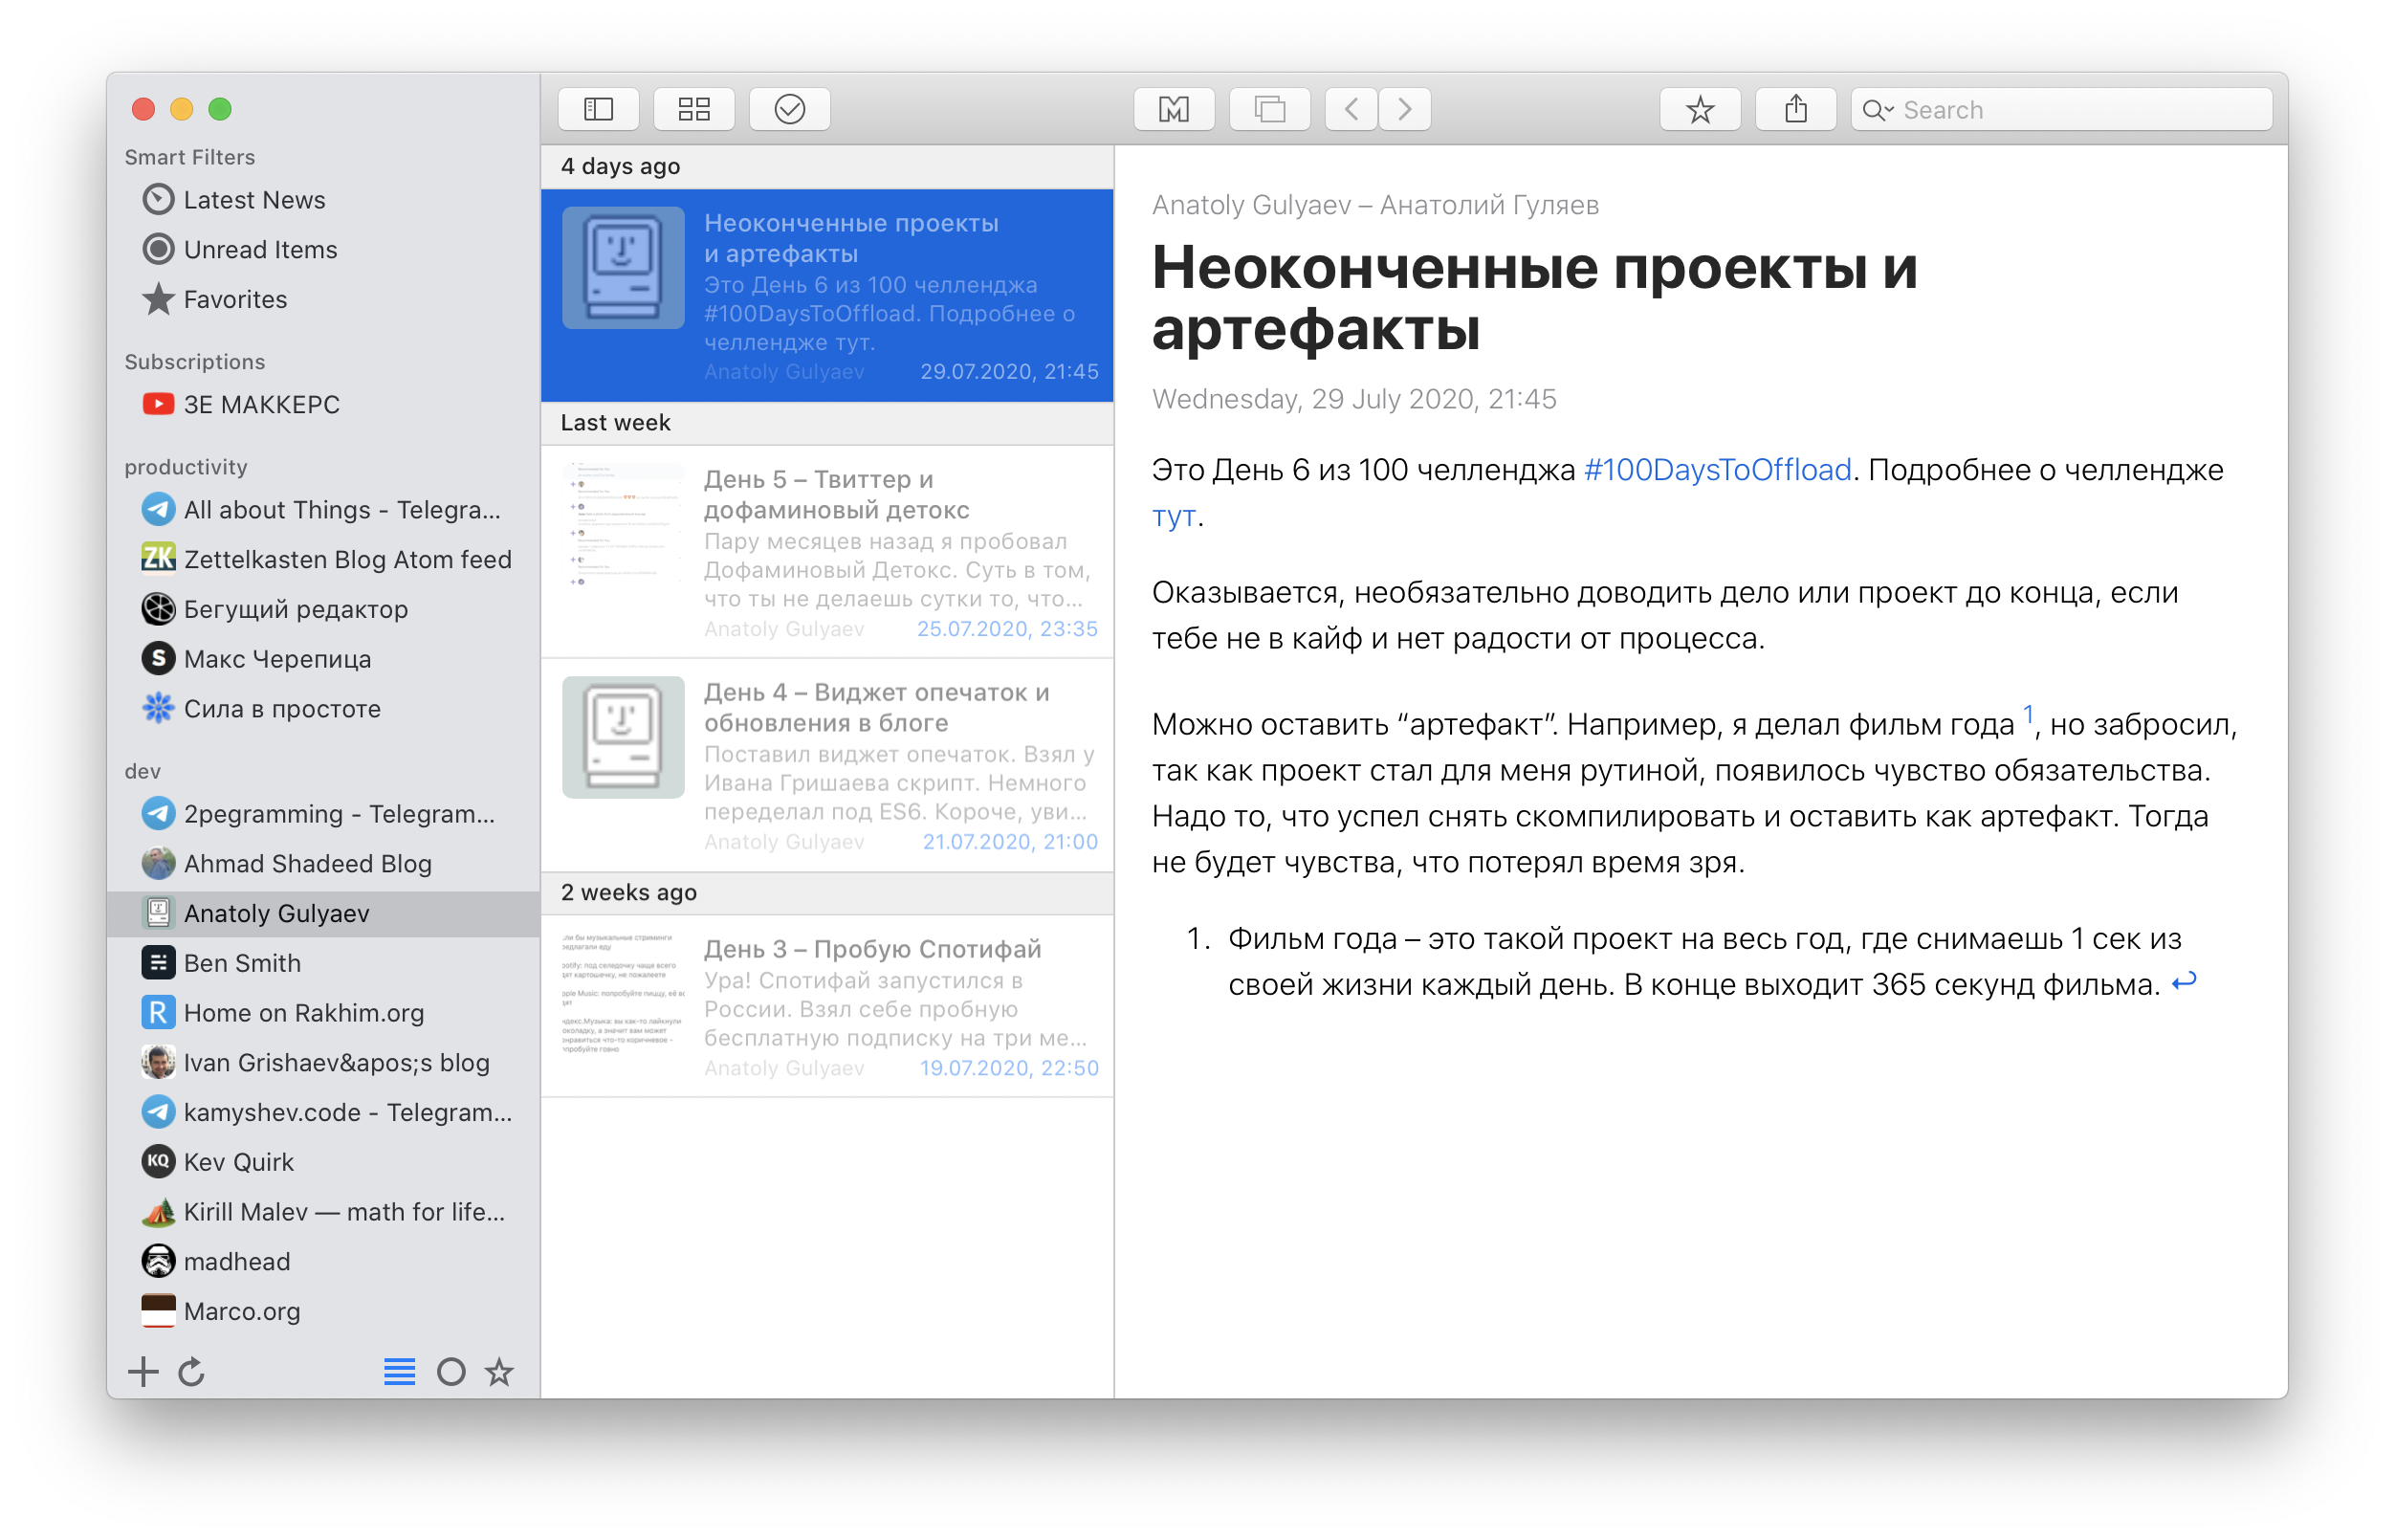 Smart Filters
Latest News
Unread Items
Favorites
Subscriptions
ЗЕ МАККЕРС
productivity
All about Things - Telegra...
ZK
Zettelkasten Blog Atom feed
Бегущий редактор
S
Макс Черепица
Сила в простоте
dev
2pegramming - Telegram...
Ahmad Shadeed Blog
Anatoly Gulyaev
Ben Smith
R
Home on Rakhim.org
Ivan Grishaev&apos;s blog
kamyshev.code - Telegram...
KQ
Kev Quirk
Kirill Malev — math for life...
madhead
Marco.org
Search
4 days ago
Неоконченные проекты
и артефакты
Это День 6 из 100 челленджа
#100DaysToOffload. Подробнее о
челлендже тут.
Anatoly Gulyaev 29.07.2020, 21:45
Last week
День 5 – Твиттер и
дофаминовый детокс
Пару месяцев назад я пробовал
Дофаминовый Детокс. Суть в том,
что ты не делаешь сутки то, что...
Anatoly Gulyaev 25.07.2020, 23:35
День 4 – Виджет опечаток и
обновления в блоге
Поставил виджет опечаток. Взял у
Ивана Гришаева скрипт. Немного
переделал под ES6. Короче, уви...
Anatoly Gulyaev 21.07.2020, 21:00
2 weeks ago
День 3 – Пробую Спотифай
Ура! Спотифай запустился в
России. Взял себе пробную
бесплатную подписку на три ме...
Anatoly Gulyaev 19.07.2020, 22:50
Anatoly Gulyaev – Анатолий Гуляев
Неоконченные проекты и
артефакты
Wednesday, 29 July 2020, 21:45
Это День 6 из 100 челленджа #100DaysToOffload. Подробнее о челлендже
тут.
Оказывается, необязательно доводить дело или проект до конца, если
тебе не в кайф и нет радости от процесса.
Можно оставить “артефакт”. Например, я делал фильм года 1, но забросил,
так как проект стал для меня рутиной, появилось чувство обязательства.
Надо то, что успел снять скомпилировать и оставить как артефакт. Тогда
не будет чувства, что потерял время зря.
1. Фильм года – это такой проект на весь год, где снимаешь 1 сек из
своей жизни каждый день. В конце выходит 365 секунд фильма. ↩